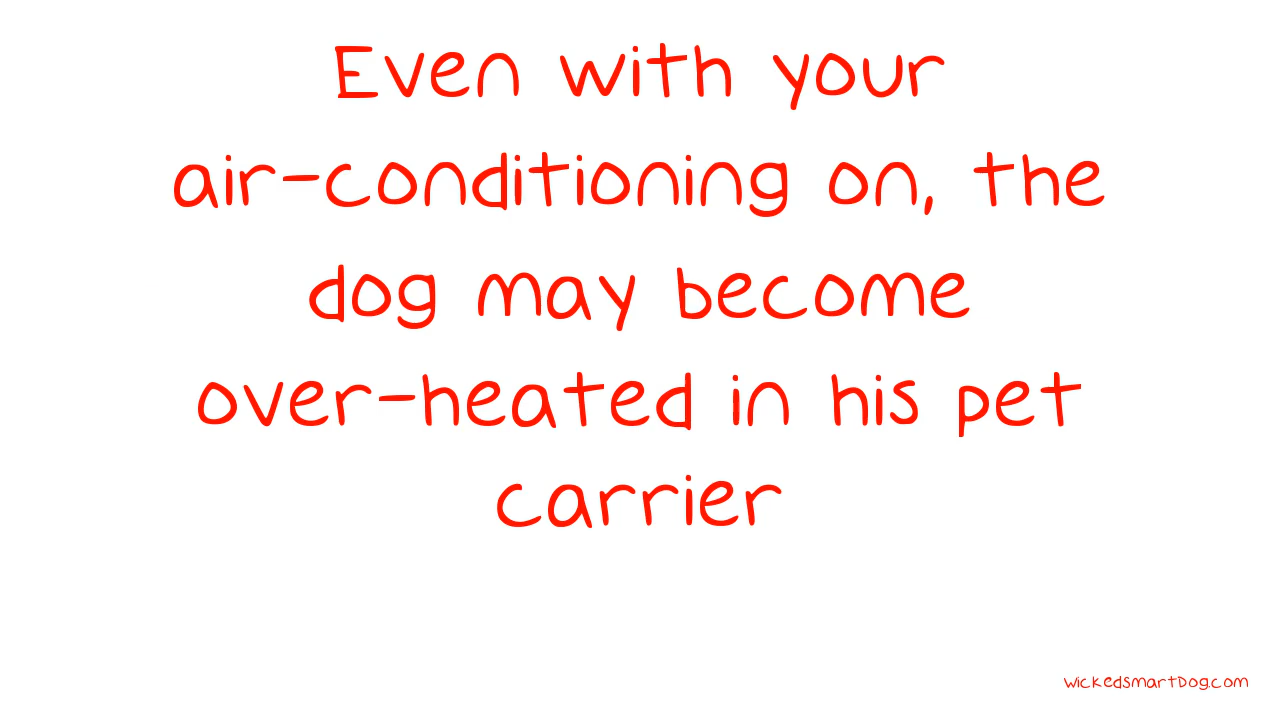 Even with your
air-conditioning on, the
dog may become
over-heated in his pet
carrier
wickedsmartDog.com